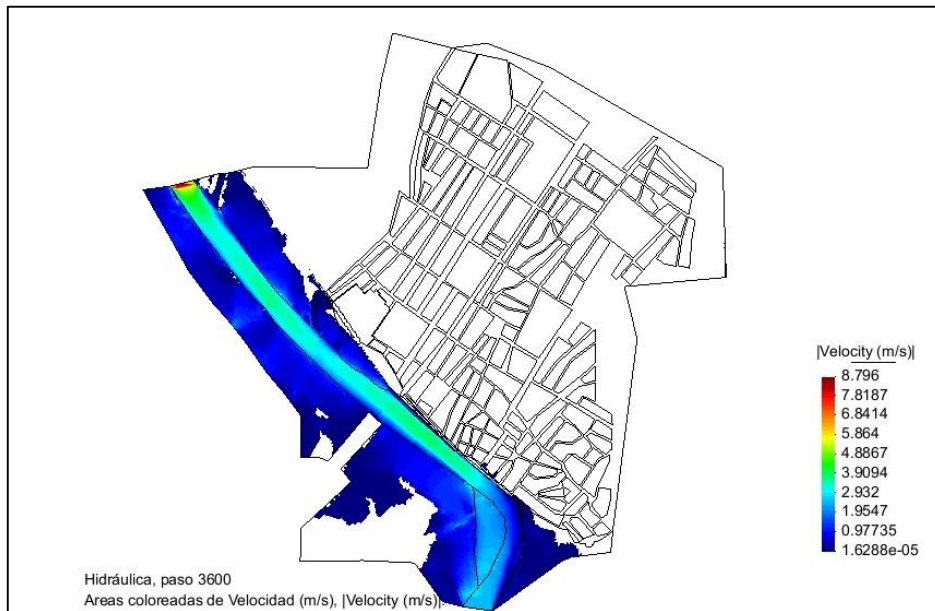 |Velocity (m/s)|
8.796
7.8187
6.8414
5.864
4.8867
3.9094
2.932
1.9547
0.97735
1.6288e-05
Hidráulica, paso 3600
Areas coloreadas de Velocidad (m/s), |Velocity (m/s)|.